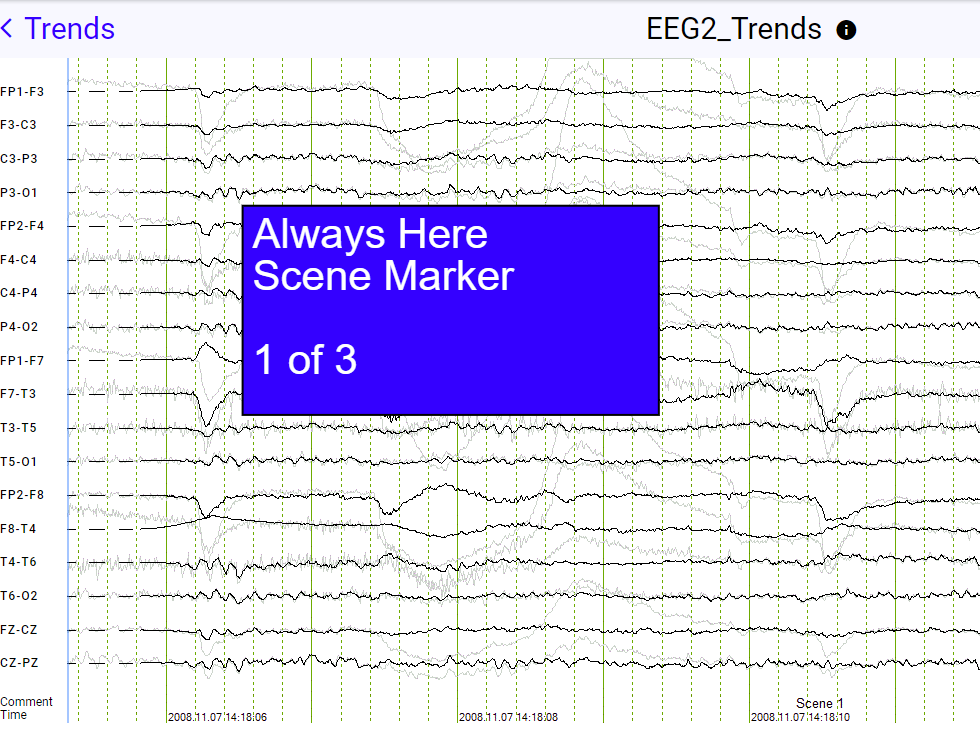 < Trends
EEG2_Trends i
FP1-F3
F3-C3
C3-P3
P3-O1
FP2-F4
F4-C4
C4-P4
P4-O2
FP1-F7
F7-T3
T3-T5
T5-O1
FP2-F8
F8-T4
T4-T6
T6-O2
FZ-CZ
CZ-PZ
Always Here
Scene Marker
1 of 3
Comment
Scene 1
Time
2008.11.07 14:18:06
2008.11.07 14:18:08
2008.11.07 14:18:10